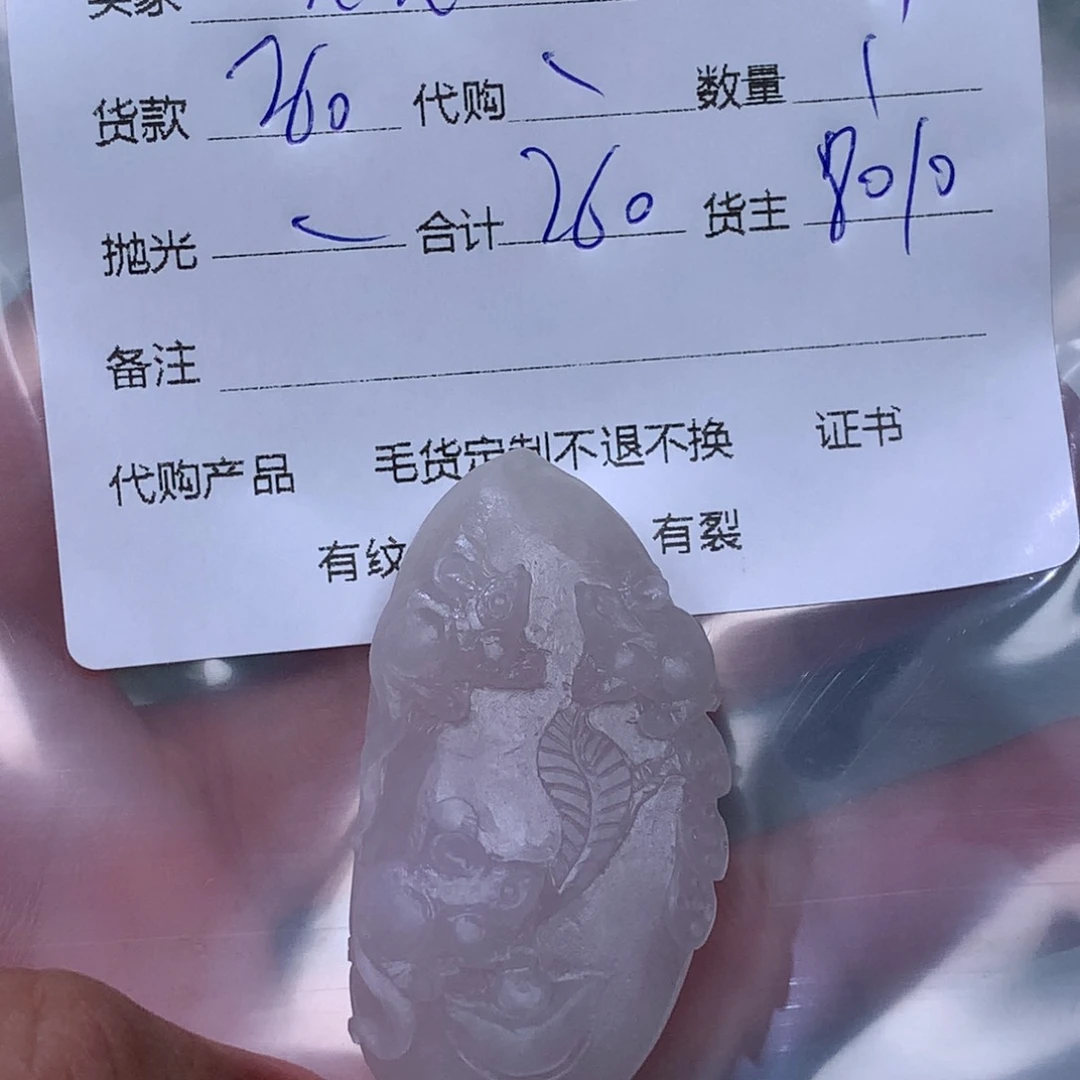 货款 260 代购 数量 1
抛光 合计 260 货主 8010
备注
代购产品 毛货定制不退不换 证书
有纹 有裂